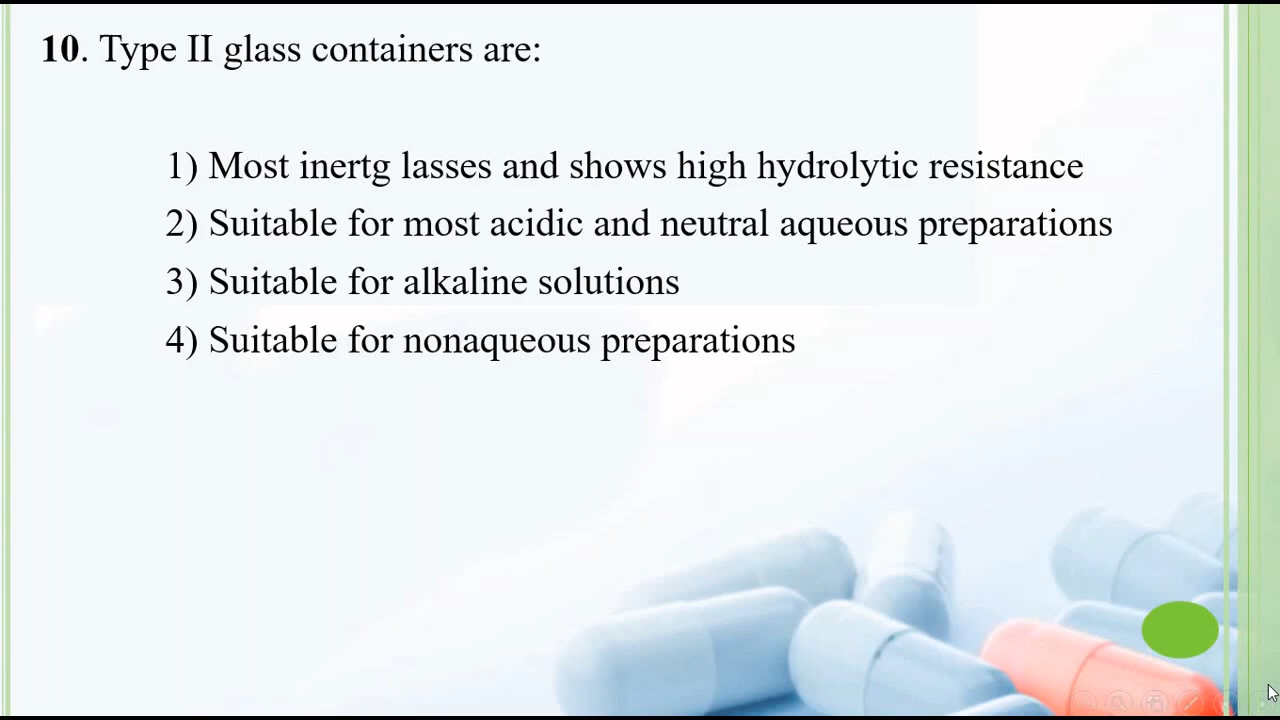 10. Type II glass containers are:
1) Most inertg lasses and shows high hydrolytic resistance
2) Suitable for most acidic and neutral aqueous preparations
3) Suitable for alkaline solutions
4) Suitable for nonaqueous preparations